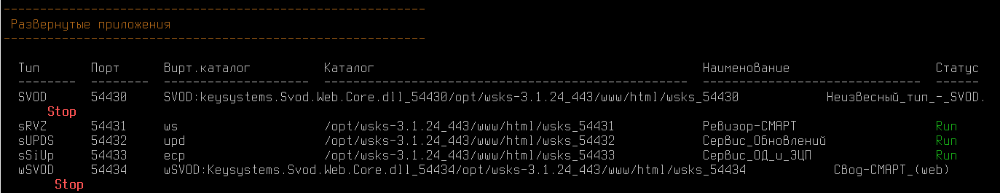 ----------------------------------------------------------
Развернутые приложения
----------------------------------------------------------
Тип Порт Вирт.каталог Каталог Наименование Статус
-------- -------- -------------------- -------------------------------------------------- ------------------------------ ------
SVOD 54430 SVOD:keysystems.Svod.Web.Core.dll_54430/opt/wsks-3.1.24_443/www/html/wsks_54430 Неизвесный_тип_-_SVOD.
Stop
sRVZ 54431 ws /opt/wsks-3.1.24_443/www/html/wsks_54431 Ревизор-СМАРТ Run
sUPDS 54432 upd /opt/wsks-3.1.24_443/www/html/wsks_54432 Сервис_Обновлений Run
sSiUp 54433 ecp /opt/wsks-3.1.24_443/www/html/wsks_54433 Сервис_ОД_и_ЭЦП Run
wSVOD 54434 wSVOD:Keysystems.Svod.Web.Core.dll_54434/opt/wsks-3.1.24_443/www/html/wsks_54434 Свод-СМАРТ_(web)
Stop